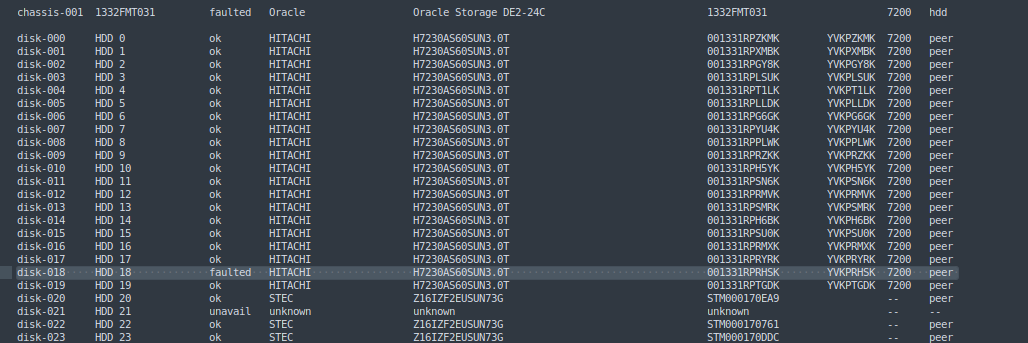 chassis-001 1332FMT031 faulted Oracle Oracle Storage DE2-24C 1332FMT031 7200 hdd
disk-000 HDD 0 ok HITACHI H7230AS60SUN3.0T 001331RPZKMK YVKPZKMK 7200 peer
disk-001 HDD 1 ok HITACHI H7230AS60SUN3.0T 001331RPXMBK YVKPXMBK 7200 peer
disk-002 HDD 2 ok HITACHI H7230AS60SUN3.0T 001331RPGY8K YVKPGY8K 7200 peer
disk-003 HDD 3 ok HITACHI H7230AS60SUN3.0T 001331RPLSUK YVKPLSUK 7200 peer
disk-004 HDD 4 ok HITACHI H7230AS60SUN3.0T 001331RPT1LK YVKPT1LK 7200 peer
disk-005 HDD 5 ok HITACHI H7230AS60SUN3.0T 001331RPLLDK YVKPLLDK 7200 peer
disk-006 HDD 6 ok HITACHI H7230AS60SUN3.0T 001331RPG6GK YVKPG6GK 7200 peer
disk-007 HDD 7 ok HITACHI H7230AS60SUN3.0T 001331RPYU4K YVKPYU4K 7200 peer
disk-008 HDD 8 ok HITACHI H7230AS60SUN3.0T 001331RPPLWK YVKPPLWK 7200 peer
disk-009 HDD 9 ok HITACHI H7230AS60SUN3.0T 001331RPRZKK YVKPRZKK 7200 peer
disk-010 HDD 10 ok HITACHI H7230AS60SUN3.0T 001331RPH5YK YVKPH5YK 7200 peer
disk-011 HDD 11 ok HITACHI H7230AS60SUN3.0T 001331RPSN6K YVKPSN6K 7200 peer
disk-012 HDD 12 ok HITACHI H7230AS60SUN3.0T 001331RPRMVK YVKPRMVK 7200 peer
disk-013 HDD 13 ok HITACHI H7230AS60SUN3.0T 001331RPSMRK YVKPSMRK 7200 peer
disk-014 HDD 14 ok HITACHI H7230AS60SUN3.0T 001331RPH6BK YVKPH6BK 7200 peer
disk-015 HDD 15 ok HITACHI H7230AS60SUN3.0T 001331RPSU0K YVKPSU0K 7200 peer
disk-016 HDD 16 ok HITACHI H7230AS60SUN3.0T 001331RPRMXK YVKPRMXK 7200 peer
disk-017 HDD 17 ok HITACHI H7230AS60SUN3.0T 001331RPRYRK YVKPRYRK 7200 peer
disk-018 HDD 18 faulted HITACHI H7230AS60SUN3.0T 001331RPRHSK YVKPRHSK 7200 peer
disk-019 HDD 19 ok HITACHI H7230AS60SUN3.0T 001331RPTGDK YVKPTGDK 7200 peer
disk-020 HDD 20 ok STEC Z16IZF2EUSUN73G STM000170EA9 -- peer
disk-021 HDD 21 unavail unknown unknown unknown -- --
disk-022 HDD 22 ok STEC Z16IZF2EUSUN73G STM000170761 -- peer
disk-023 HDD 23 ok STEC Z16IZF2EUSUN73G STM000170DDC -- peer